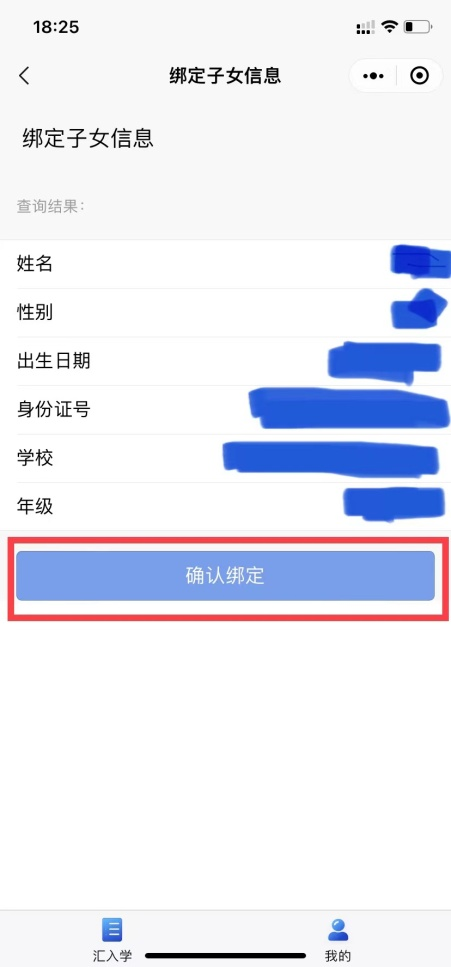 18:25
绑定子女信息
绑定子女信息
查询结果：
姓名
性别
出生日期
身份证号
学校
年级
确认绑定
汇入学
我的